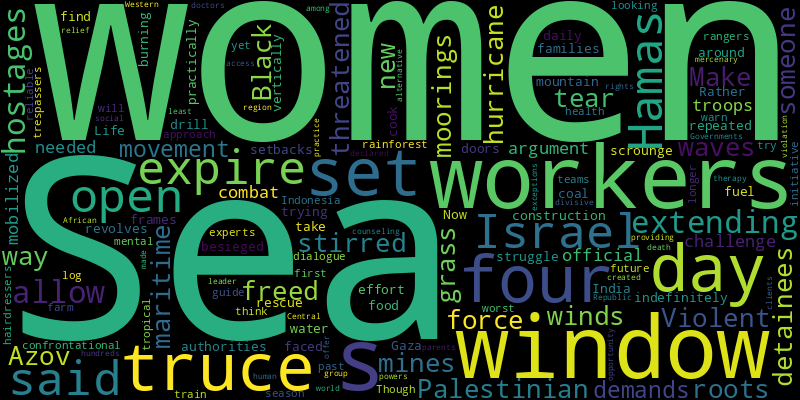 women
Sea
hostages
burning
Western
find
relief
yet
reliable
trespassers
will
social
Life
least
region
drill
approach
practically
doctors
access
Black
vertically
threatened
among
new
cook
alternative
moorings
hurricane
daily
families
mountain
health
tear
looking
rangers
around
mercenary
Hamas
Make
Rather
rights
troops
Governments
warn
repeated
waves
try
someone
violation
initiative
needed
movement
setbacks
practice
rainforest
declared
doors
argument
scrounge
longer
therapy
fuel
mobilized
open
expire
combat
set
workers
exceptions
teams
coal
divisive
construction
African
frames
revolves
mental
Indonesia
trying
take
experts
besieged
stirred
counseling
dialogue
Now
Israel
struggle
official
extending
challenge
providing
death
way
log
made
allow
farm
tropical
maritime
leader
guide
first
freed
rescue
think
Central
effort
food
water
grass
four
future
created
India
Republic
indefinitely
day
Violent
clients
detainees
hairdressers
confrontational
Azov
hundreds
said
truce
train
authorities
human
season
faced
offer
past
group
world
Gaza
parents
powers
Though
s
mines
force
worst
winds
window
opportunity
Palestinian
demands
roots